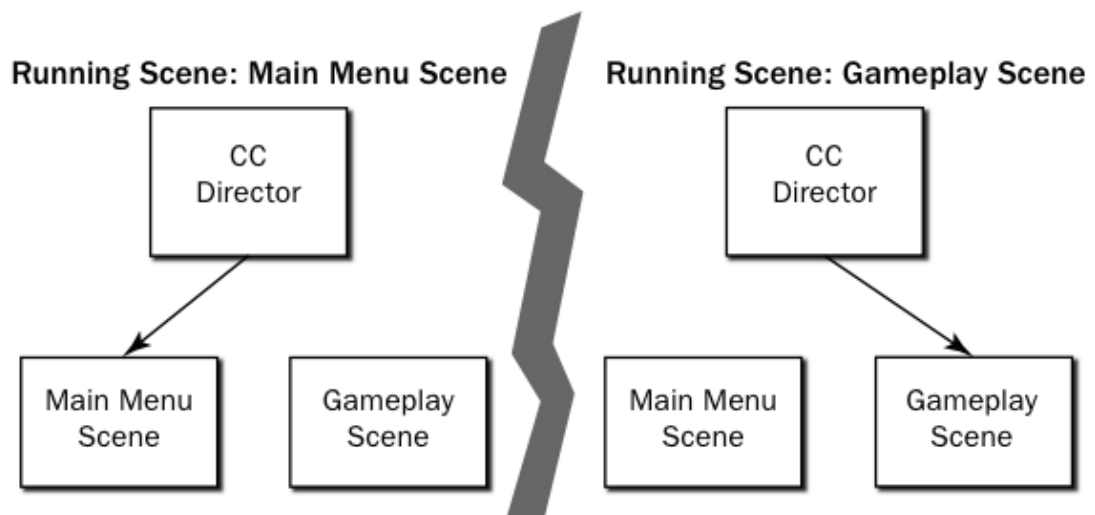 Running Scene: Main Menu Scene
CC
Director
Main Menu
Scene
Gameplay
Scene
Running Scene: Gameplay Scene
CC
Director
Main Menu
Scene
Gameplay
Scene